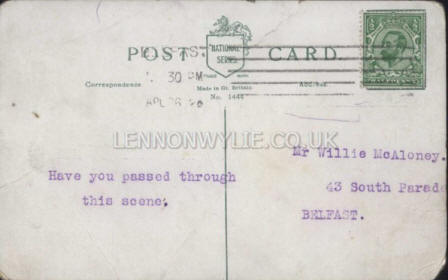 POST CARD.
NATIONAL
SERIES
30 PM
Correspondence
Made in Gt. Britain
No. 1444
LENNONWYLIE.CO.UK
Mr Willie McAloney.
Have you passed through
43 South Parade
this scene.
BELFAST.